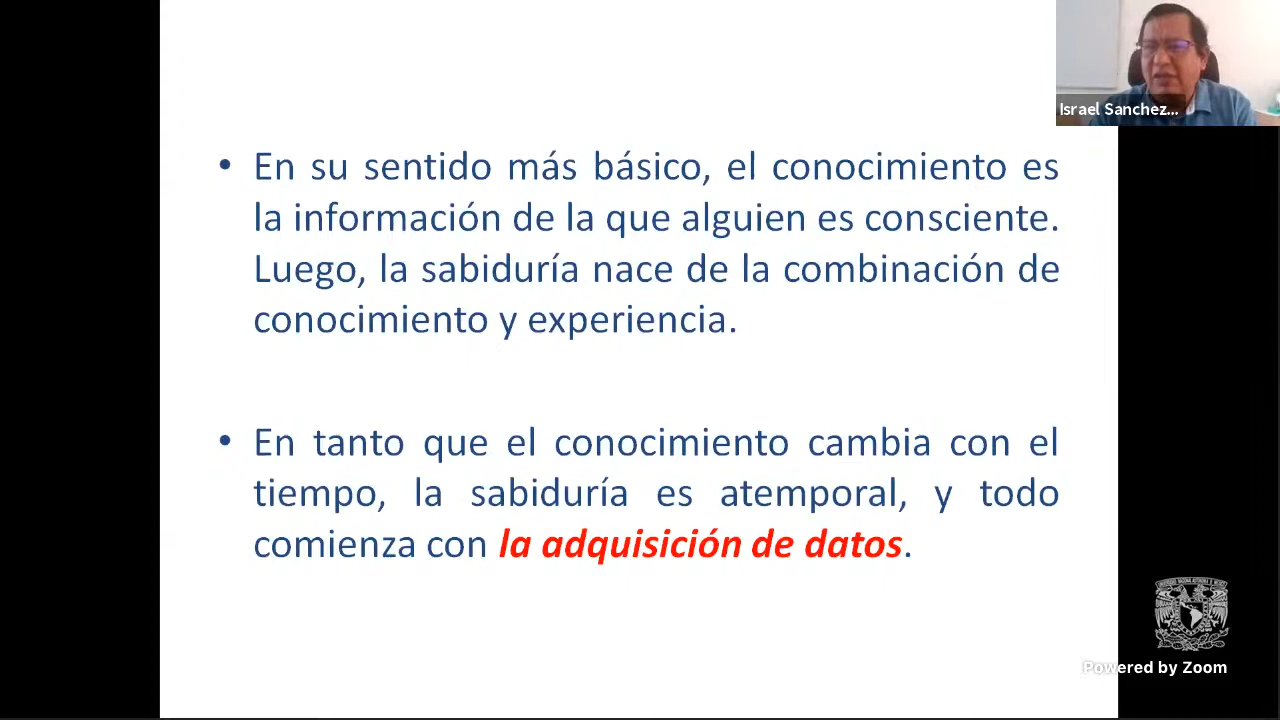 Israel Sanchez...
• En su sentido más básico, el conocimiento es
la información de la que alguien es consciente.
Luego, la sabiduría nace de la combinación de
conocimiento y experiencia.
• En tanto que el conocimiento cambia con el
tiempo, la sabiduría es atemporal, y todo
comienza con la adquisición de datos.
Powered by Zoom